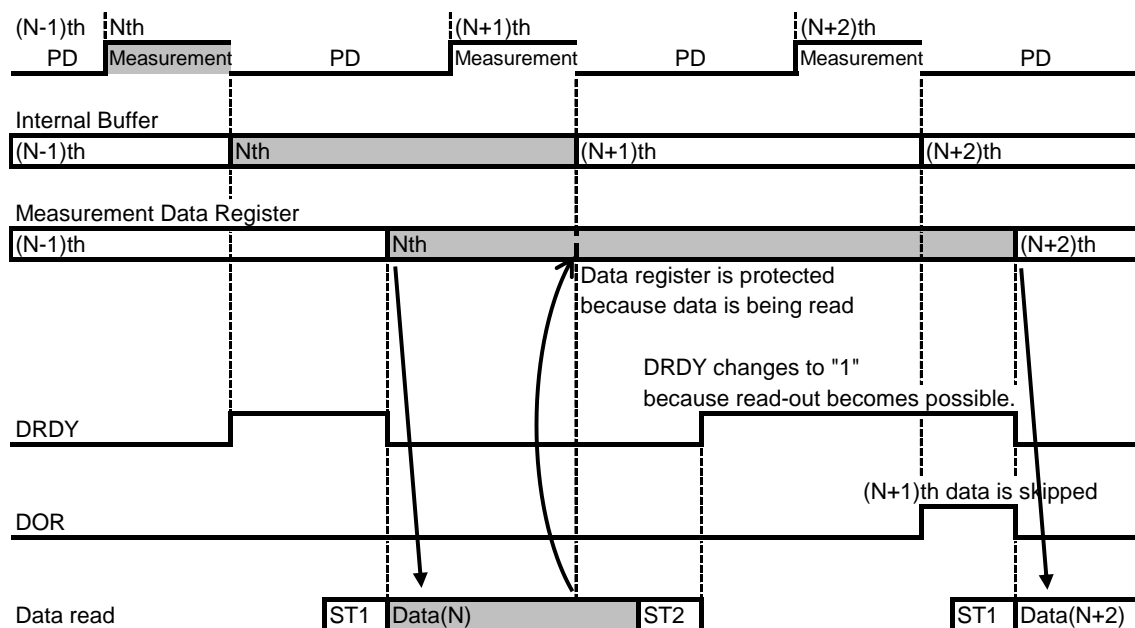 (N-1)th Nth (N+1)th (N+2)th
PD Measurement PD Measurement PD Measurement PD
Internal Buffer
(N-1)th Nth (N+1)th (N+2)th
Measurement Data Register
(N-1)th Nth (N+2)th
Data register is protected
because data is being read
DRDY changes to "1"
because read-out becomes possible.
DRDY
(N+1)th data is skipped
DOR
Data read ST1 Data(N) ST2 ST1 Data(N+2)